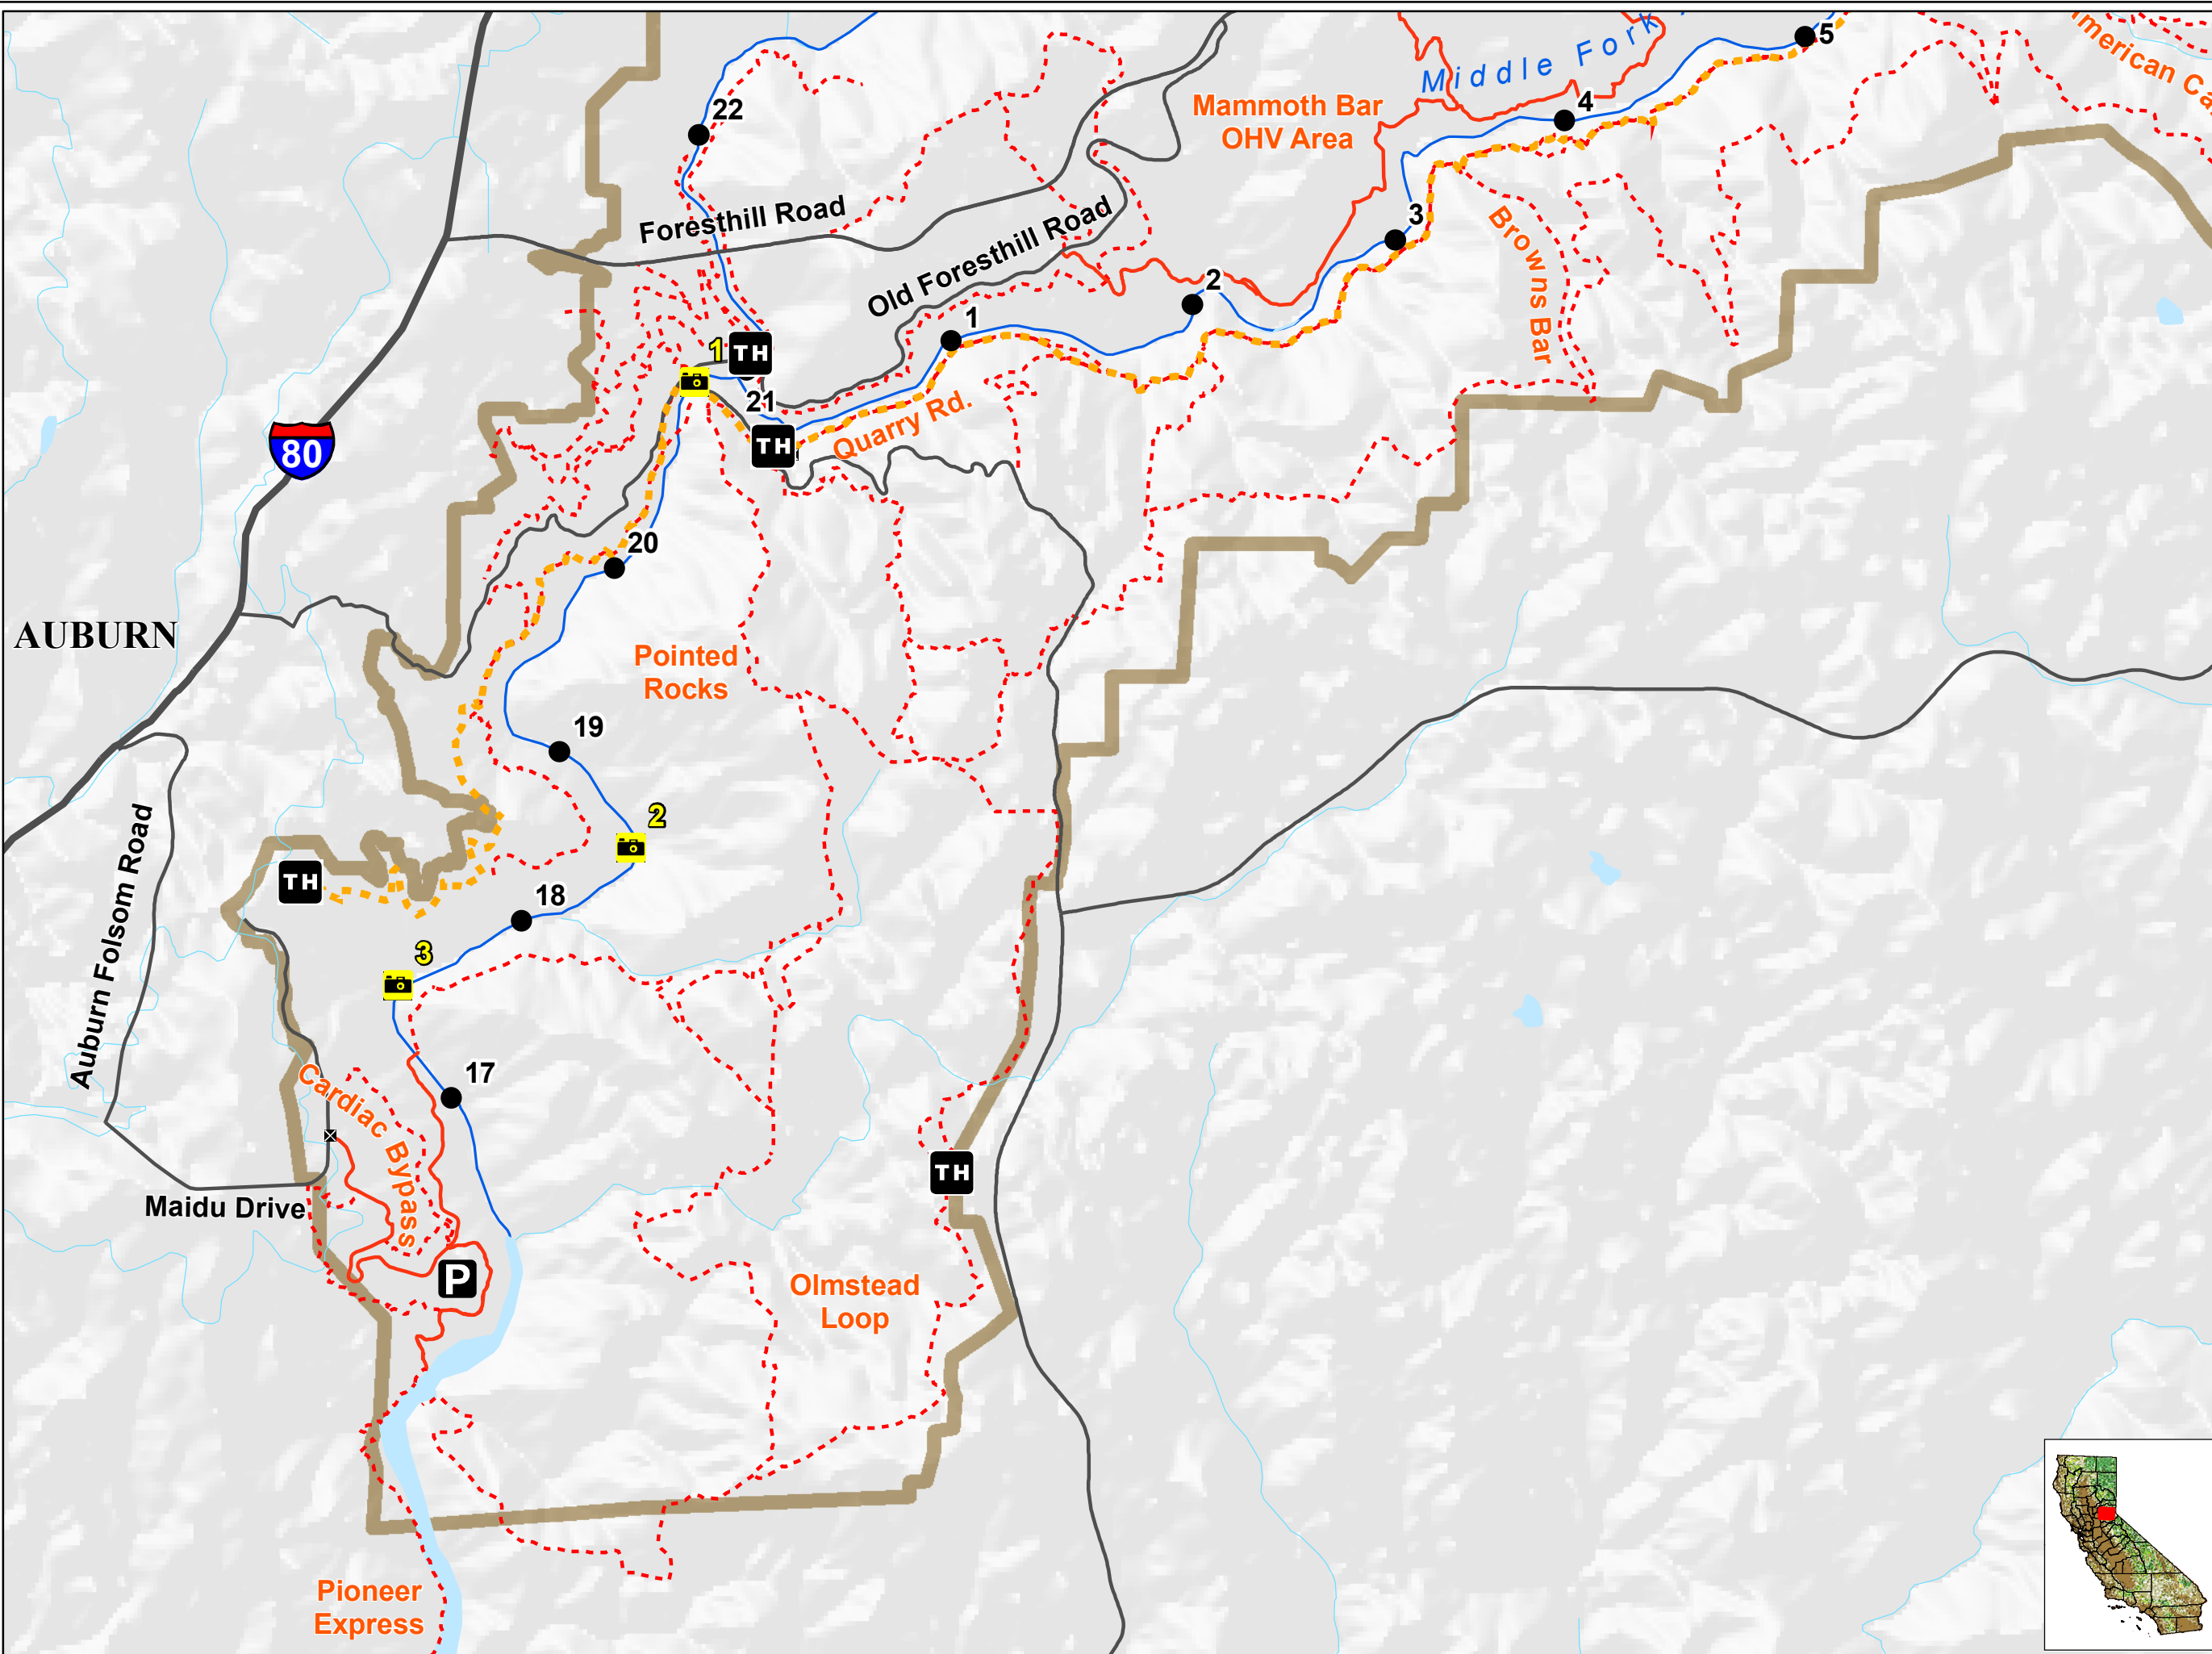 5
Middle Fork
American Ca
4
22
Mammoth Bar
OHV Area
Foresthill Road
3
Browns Bar
Old Foresthill Road
2
1
1
TH
21
TH
Quarry Rd.
80
20
AUBURN
Pointed
Rocks
19
2
Auburn Folsom Road
TH
18
3
17
Cardiac Bypass
TH
Maidu Drive
P
Olmstead
Loop
Pioneer
Express